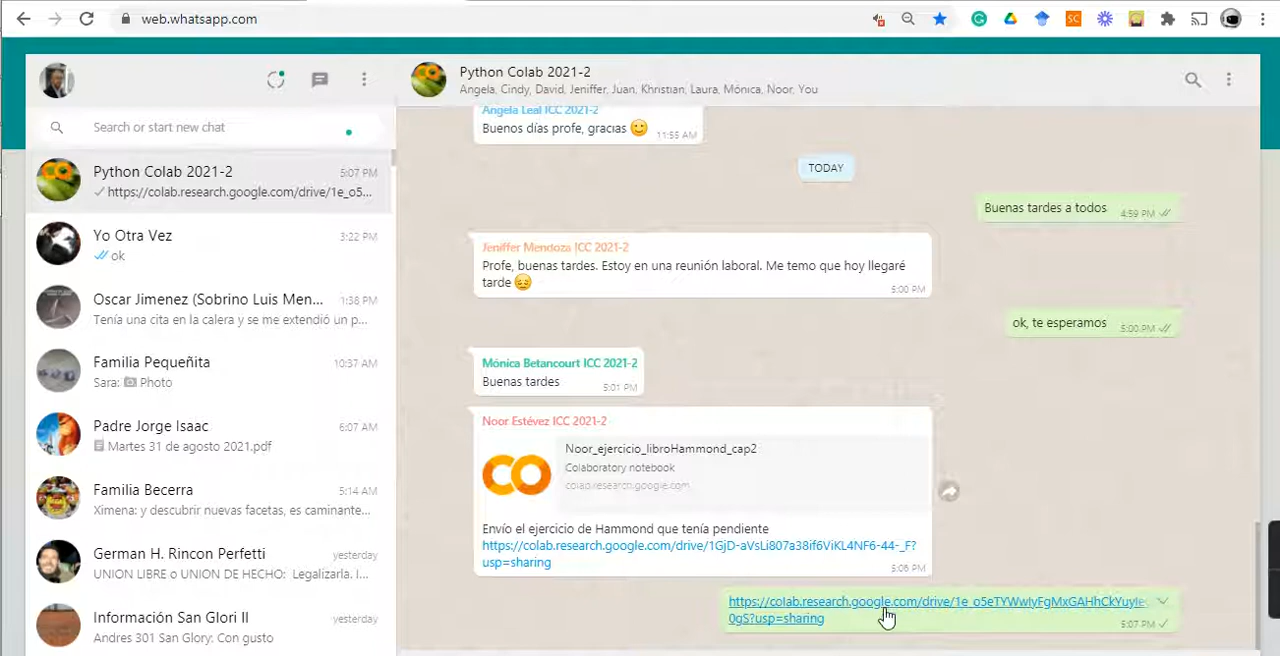 web.whatsapp.com
Python Colab 2021-2
Angela, Cindy, David, Jeniffer, Juan, Khristian, Laura, Mónica, Noor, You
Search or start new chat
Python Colab 2021-2
5:07 PM
https://colab.research.google.com/drive/1e_o5...
Yo Otra Vez
3:22 PM
ok
Oscar Jimenez (Sobrino Luis Men...
1:38 PM
Tenía una cita en la calera y se me extendió un p...
Familia Pequeñita
10:37 AM
Sara: Photo
Padre Jorge Isaac
6:07 AM
Martes 31 de agosto 2021.pdf
Familia Becerra
5:14 AM
Ximena: y descubrir nuevas facetas, es caminante...
German H. Rincon Perfetti
yesterday
UNION LIBRE o UNION DE HECHO: Legalizarla. I...
Información San Glori II
yesterday
Andres 301 San Glory: Con gusto
Angela Leal ICC 2021-2
Buenos días profe, gracias
11:55 AM
TODAY
Buenas tardes a todos
4:59 PM
Jeniffer Mendoza ICC 2021-2
Profe, buenas tardes. Estoy en una reunión laboral. Me temo que hoy llegaré
tarde
5:00 PM
ok, te esperamos
5:00 PM
Mónica Betancourt ICC 2021-2
Buenas tardes
5:01 PM
Noor Estévez ICC 2021-2
Noor_ejercicio_libroHammond_cap2
Colaboratory notebook
colab.research.google.com
Envío el ejercicio de Hammond que tenía pendiente
https://colab.research.google.com/drive/1GjD-aVsLi807a38if6ViKL4NF6-44-_F?
usp=sharing
5:06 PM
https://colab.research.google.com/drive/1e_o5eTYWwIyFgMxGAHhCkYuyIe
0gS?usp=sharing
5:07 PM